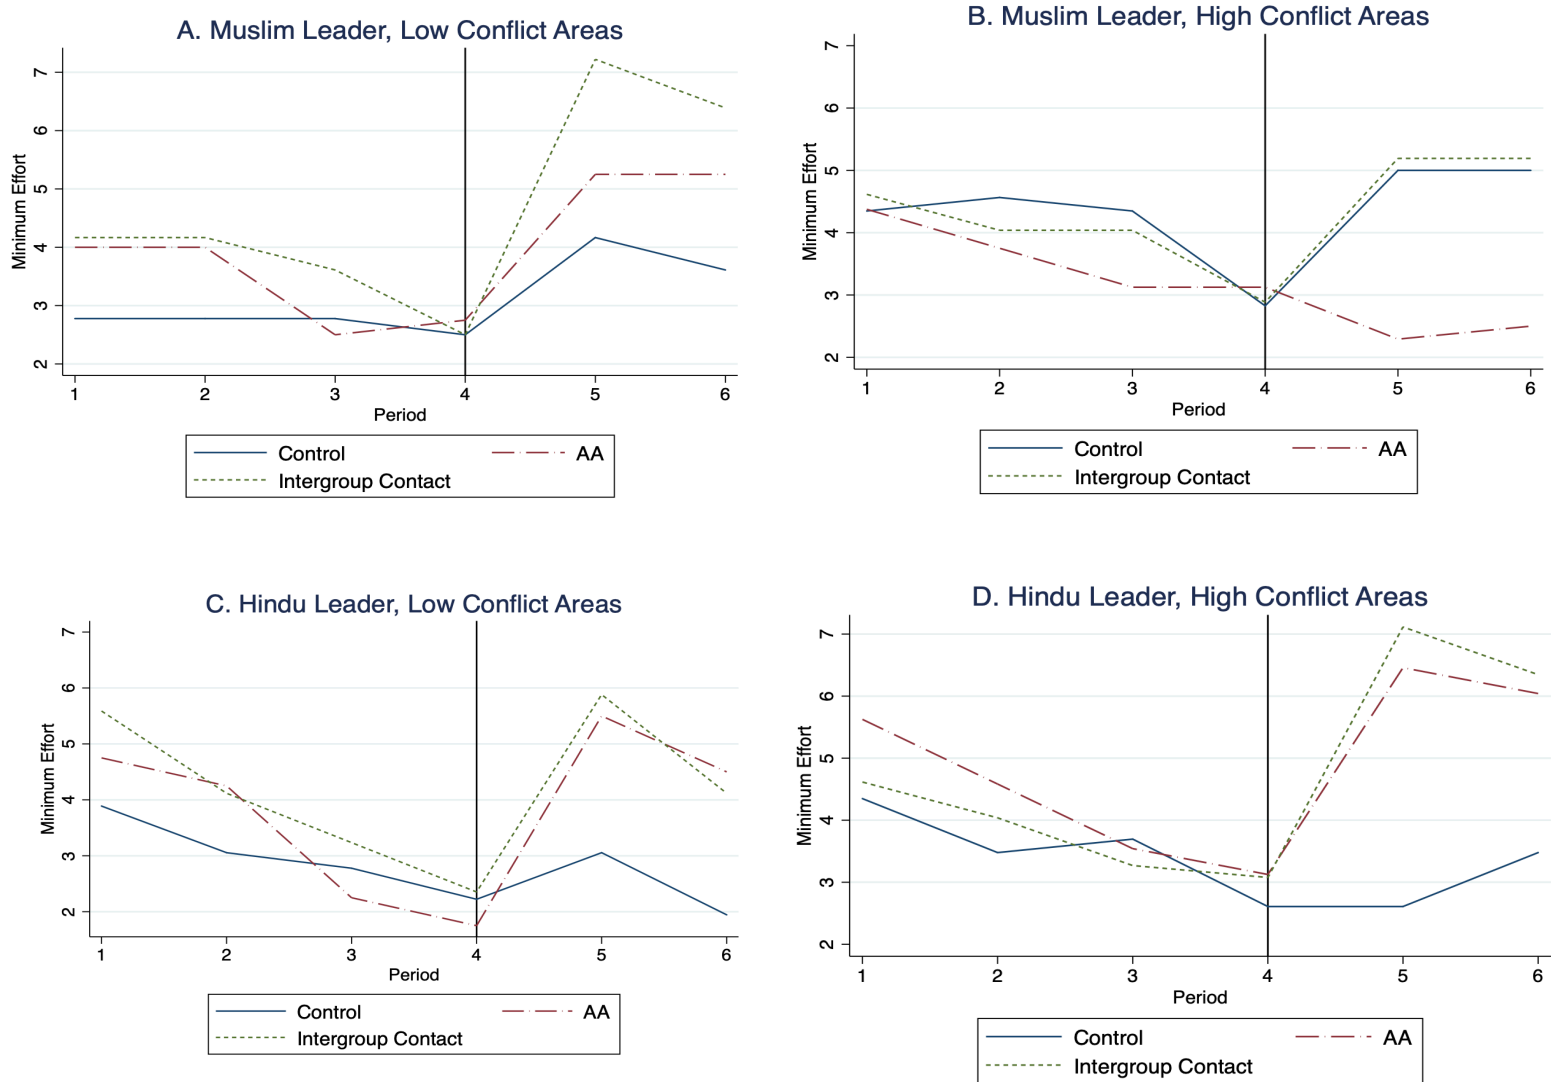 A. Muslim Leader, Low Conflict Areas
Minimum Effort
7
6
5
4
3
2
1 2 3 4 5 6
Period
Control AA
Intergroup Contact
B. Muslim Leader, High Conflict Areas
Minimum Effort
7
6
5
4
3
2
1 2 3 4 5 6
Period
Control AA
Intergroup Contact
C. Hindu Leader, Low Conflict Areas
Minimum Effort
7
6
5
4
3
2
1 2 3 4 5 6
Period
Control AA
Intergroup Contact
D. Hindu Leader, High Conflict Areas
Minimum Effort
7
6
5
4
3
2
1 2 3 4 5 6
Period
Control AA
Intergroup Contact